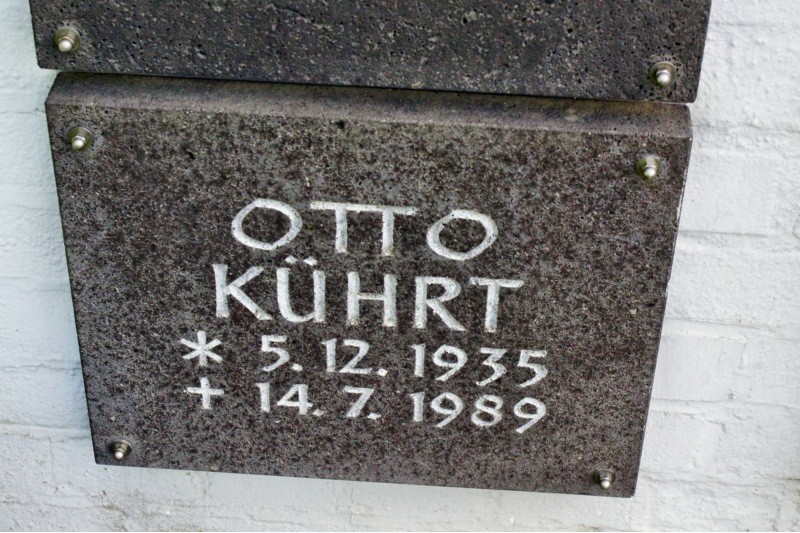 OTTO
KÜHRT
* 5. 12. 1935
+ 14. 7. 1989